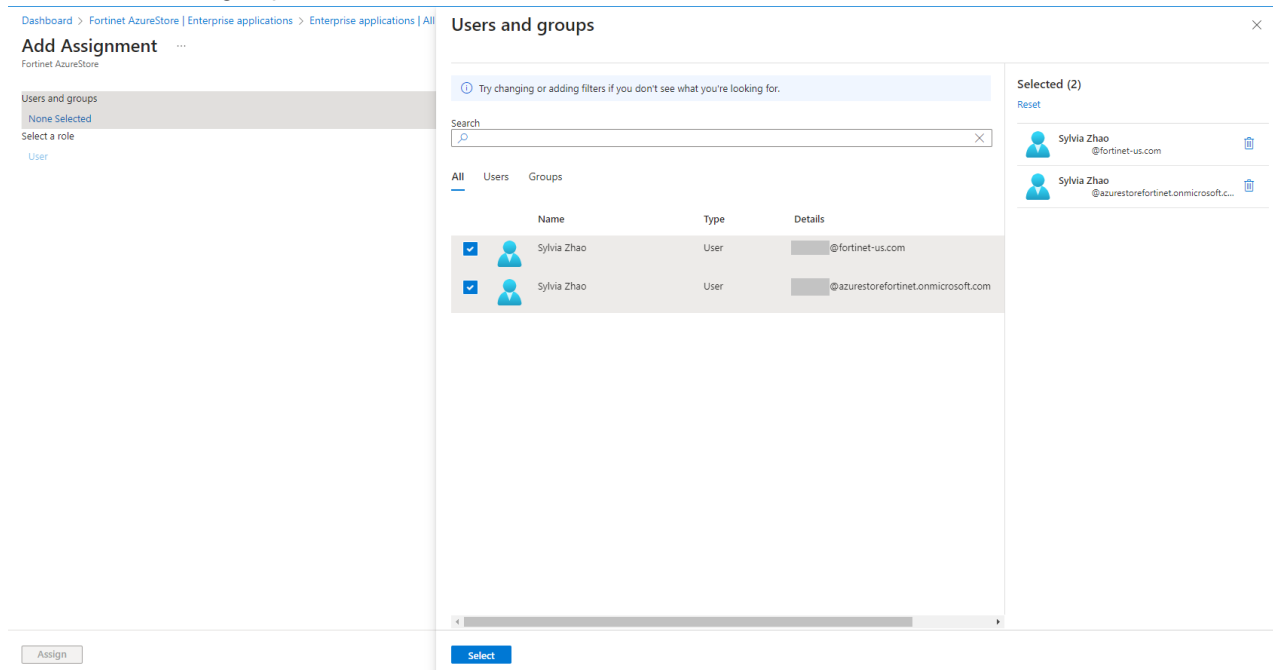 Dashboard > Fortinet AzureStore | Enterprise applications > Enterprise applications | All
Add Assignment ...
Fortinet AzureStore
Users and groups
None Selected
Select a role
User
Assign
Users and groups
Try changing or adding filters if you don't see what you're looking for.
Search
All Users Groups
Name Type Details
Sylvia Zhao User @fortinet-us.com
Sylvia Zhao User @azurestorefortinet.onmicrosoft.com
Select
Selected (2)
Reset
Sylvia Zhao
@fortinet-us.com
Sylvia Zhao
@azurestorefortinet.onmicrosoft.c...